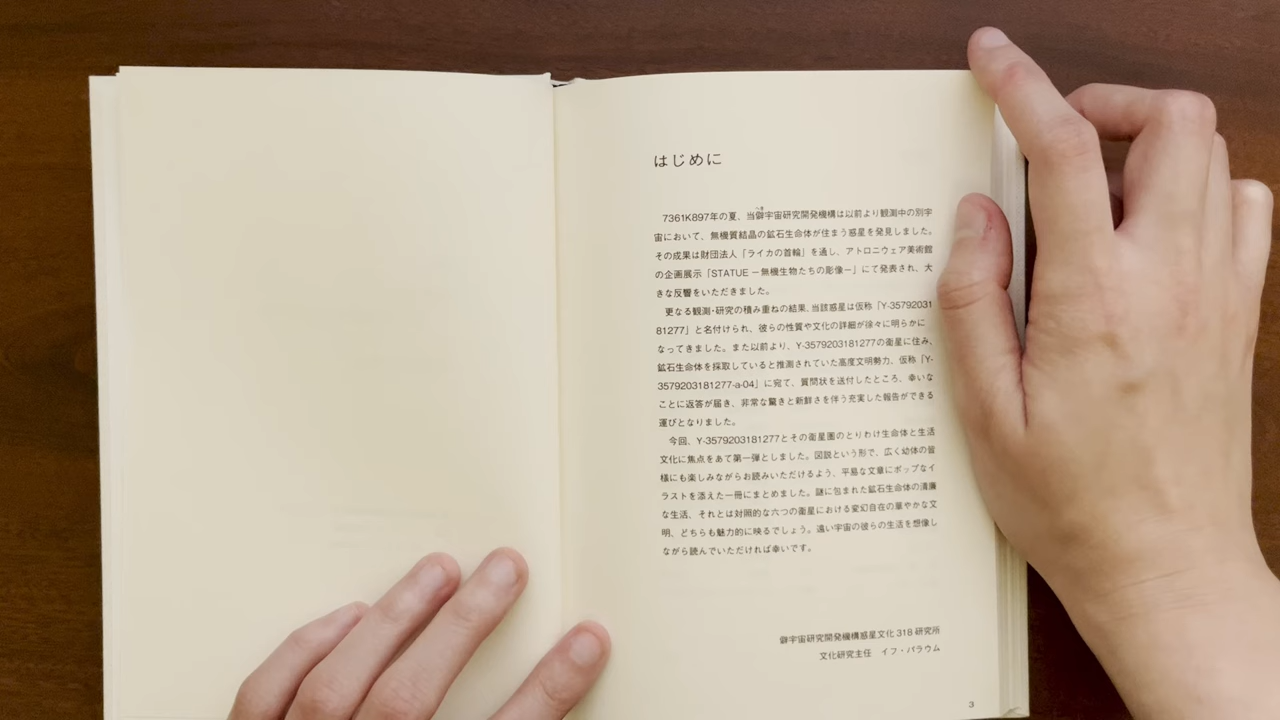 はじめに
7361K897年の夏、当僻宇宙研究開発機構は以前より観測中の別宇
宙において、無機質結晶の鉱石生命体が住まう惑星を発見しました。
その成果は財団法人「ライカの首輪」を通し、アトロニウェア美術館
の企画展示「STATUE －無機生物たちの彫像－」にて発表され、大
きな反響をいただきました。
更なる観測・研究の積み重ねの結果、当該惑星は仮称「Y-35792031
81277」と名付けられ、彼らの性質や文化の詳細が徐々に明らかに
なってきました。また以前より、Y-3579203181277の衛星に住み、
鉱石生命体を採取していると推測されていた高度文明勢力、仮称「Y-
3579203181277-a-04」に宛て、質問状を送付したところ、幸いな
ことに返答が届き、非常な驚きと新鮮さを伴う充実した報告ができる
運びとなりました。
今回、Y-3579203181277とその衛星圏のとりわけ生命体と生活
文化に焦点をあて第一弾としました。図説という形で、広く幼体の皆
様にも楽しみながらお読みいただけるよう、平易な文章にポップなイ
ラストを添えた一冊にまとめました。謎に包まれた鉱石生命体の清廉
な生活、それとは対照的な六つの衛星における変幻自在の華やかな文
明、どちらも魅力的に映るでしょう。遠い宇宙の彼らの生活を想像し
ながら読んでいただければ幸いです。
僻宇宙研究開発機構惑星文化 318 研究所
文化研究主任　イフ・パラウム
3